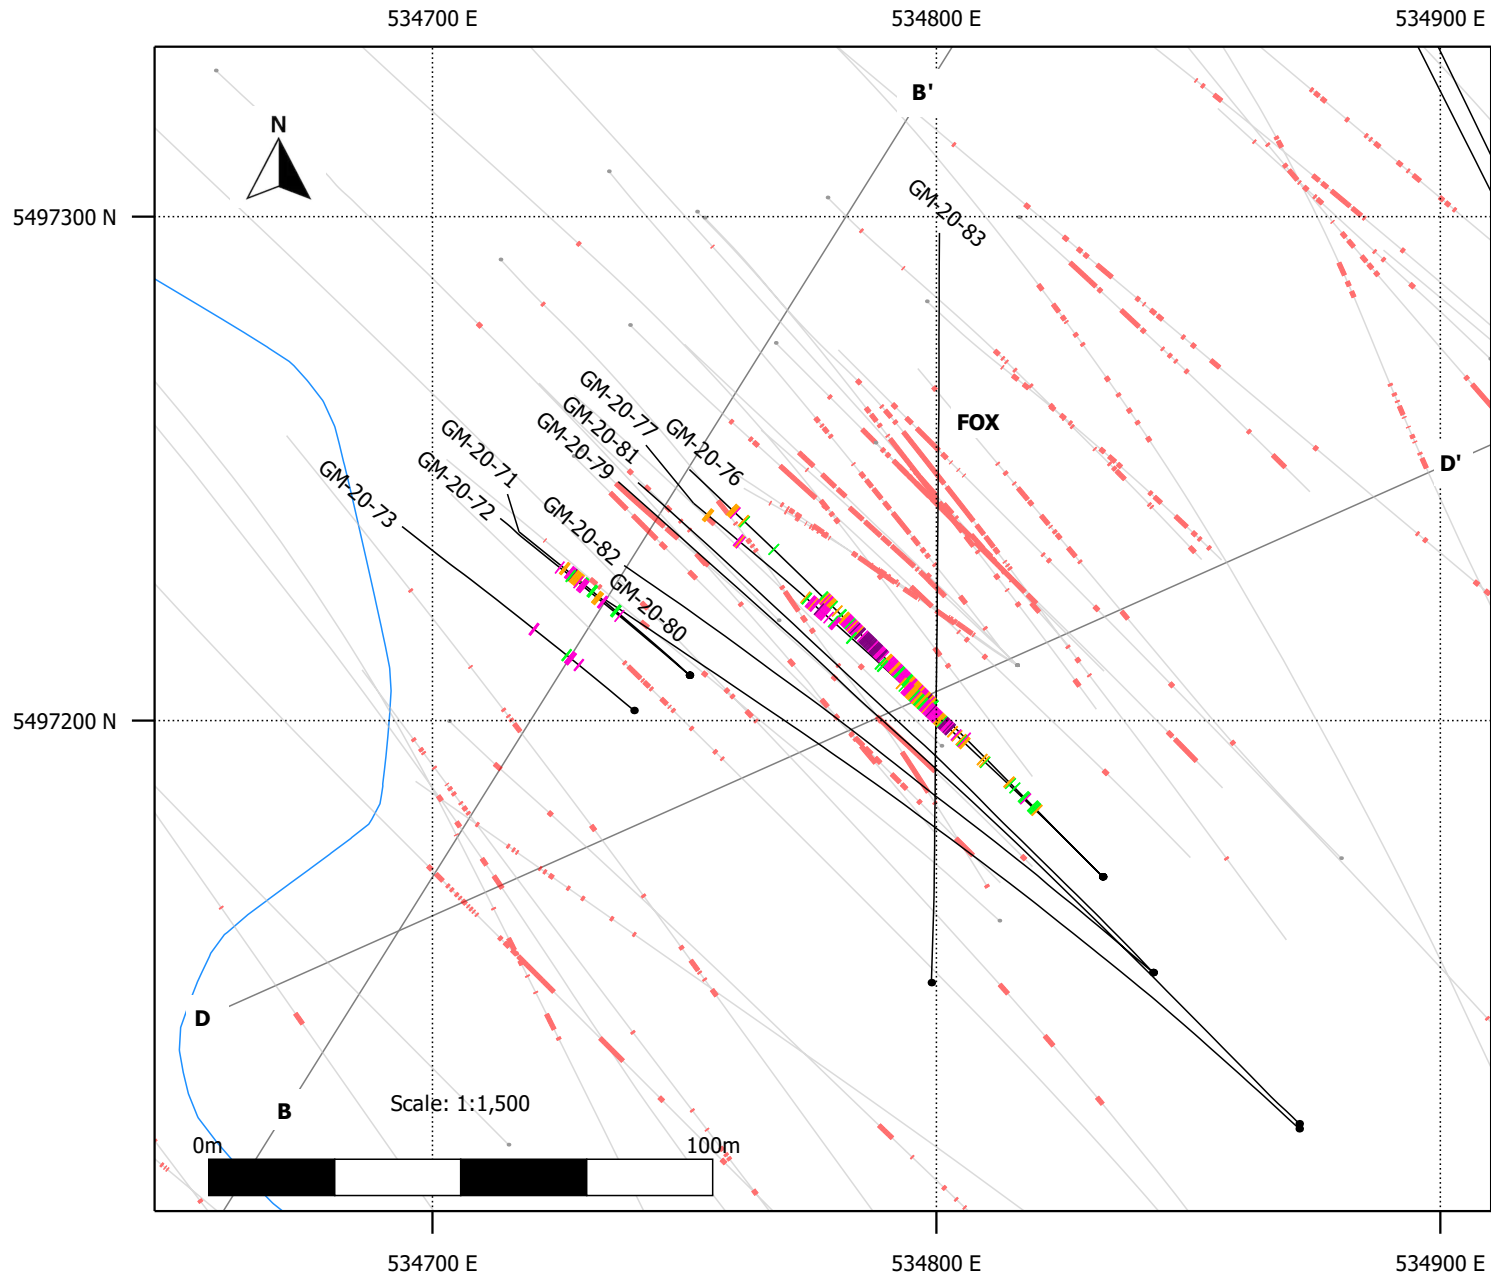 534700 E
534800 E
534900 E
B'
N
GM-20-83
5497300 N
GM-20-77
GM-20-81
GM-20-79
GM-20-76
FOX
GM-20-71
GM-20-72
GM-20-73
D'
GM-20-82
GM-20-80
5497200 N
D
B
Scale: 1:1,500
0m
100m
534700 E
534800 E
534900 E